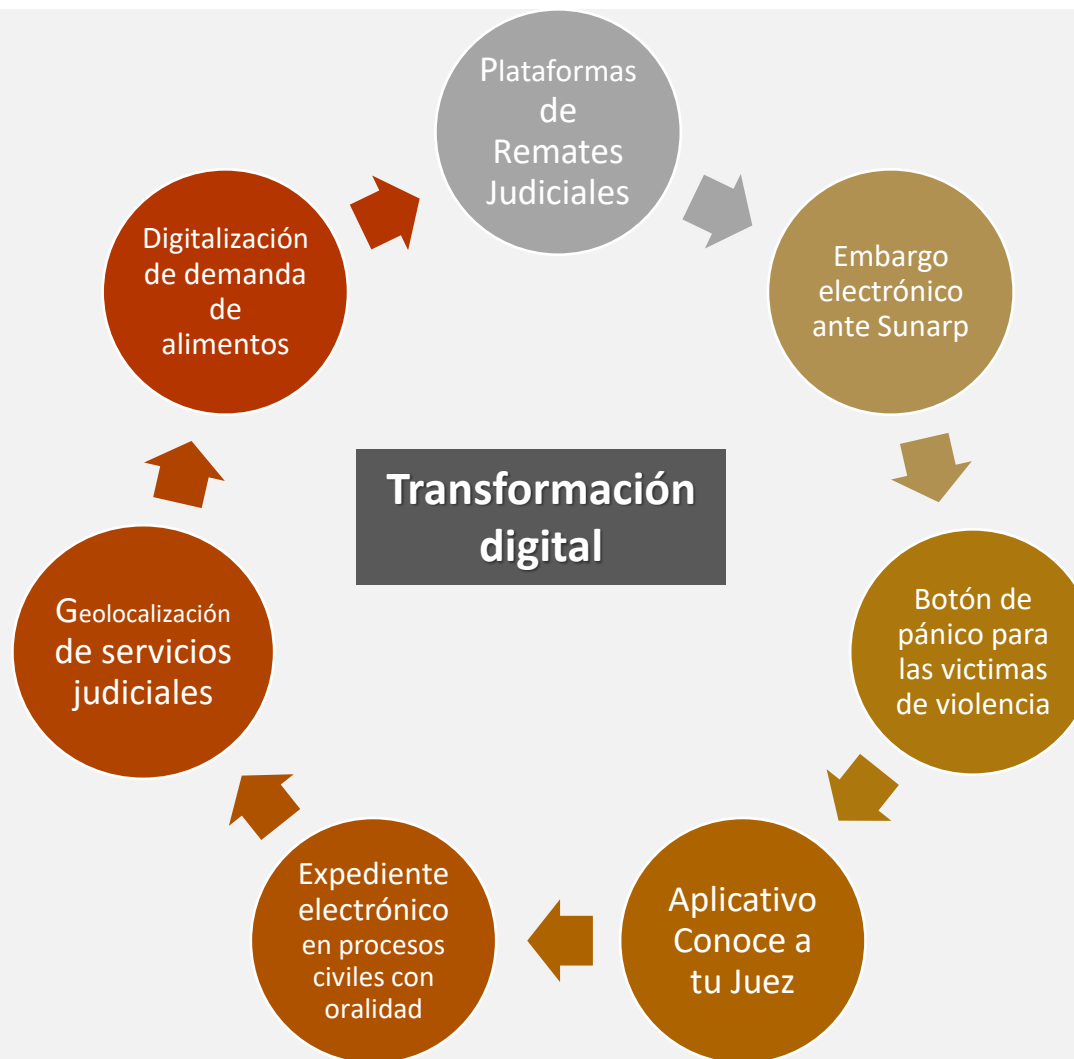 Plataformas
de
Remates
Judiciales
Embargo
electrónico
ante Sunarp
Botón de
pánico para
las victimas
de violencia
Aplicativo
Conoce a
tu Juez
Expediente
electrónico
en procesos
civiles con
oralidad
Geolocalización
de servicios
judiciales
Digitalización
de demanda
de
alimentos
Transformación
digital